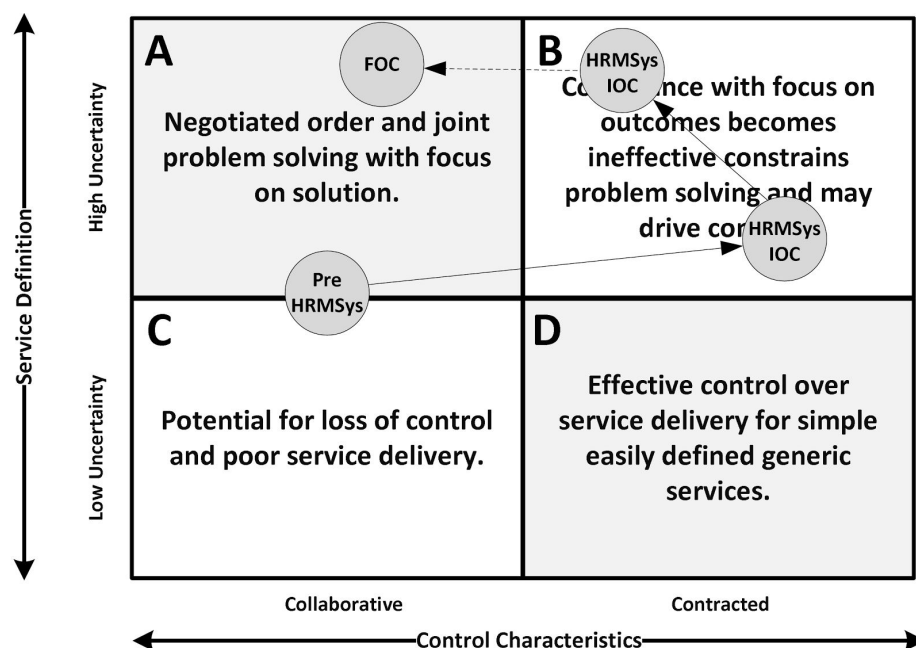 A
FOC
Negotiated order and joint
problem solving with focus
on solution.
Pre
HRMSys
B
HRMSys
IOC
with focus on
outcomes becomes
ineffective constrains
problem solving and may
drive
HRMSys
IOC
C
Potential for loss of control
and poor service delivery.
D
Effective control over
service delivery for simple
easily defined generic
services.
High Uncertainty
Low Uncertainty
Service Definition
Collaborative
Contracted
Control Characteristics